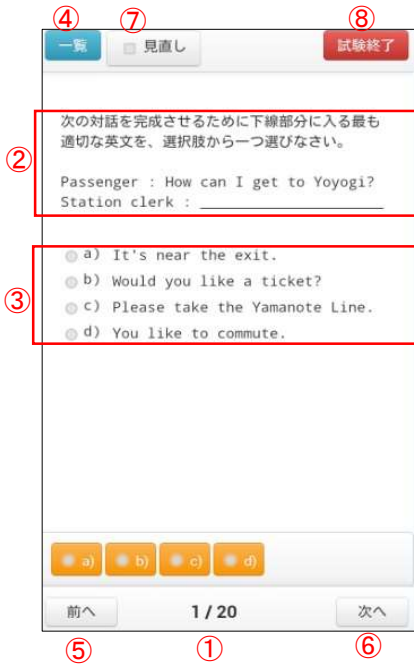 ④ ⑦ ⑧
一覧 見直し 試験終了
②
次の対話を完成させるために下線部分に入る最も
適切な英文を、選択肢から一つ選びなさい。
Passenger : How can I get to Yoyogi?
Station clerk : ____________________
③
a) It's near the exit.
b) Would you like a ticket?
c) Please take the Yamanote Line.
d) You like to commute.
a) b) c) d)
前へ 1 / 20 次へ
⑤ ① ⑥